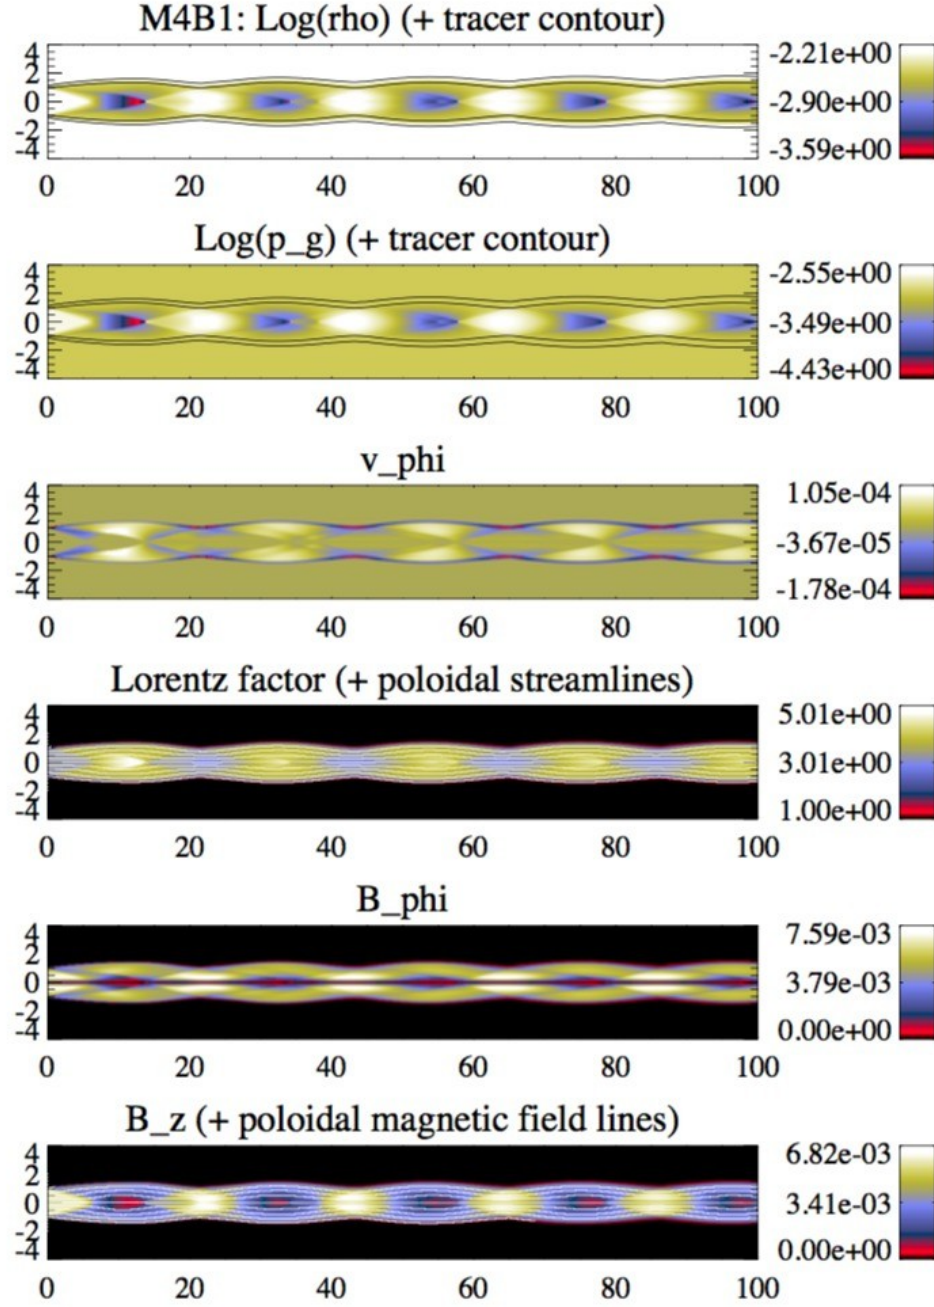 M4B1: Log(rho) (+ tracer contour)
4
2
0
-2
-4
0 20 40 60 80 100
-2.21e+00
-2.90e+00
-3.59e+00
Log(p_g) (+ tracer contour)
4
2
0
-2
-4
0 20 40 60 80 100
-2.55e+00
-3.49e+00
-4.43e+00
v_phi
4
2
0
-2
-4
0 20 40 60 80 100
1.05e-04
-3.67e-05
-1.78e-04
Lorentz factor (+ poloidal streamlines)
4
2
0
-2
-4
0 20 40 60 80 100
5.01e+00
3.01e+00
1.00e+00
B_phi
4
2
0
-2
-4
0 20 40 60 80 100
7.59e-03
3.79e-03
0.00e+00
B_z (+ poloidal magnetic field lines)
4
2
0
-2
-4
0 20 40 60 80 100
6.82e-03
3.41e-03
0.00e+00